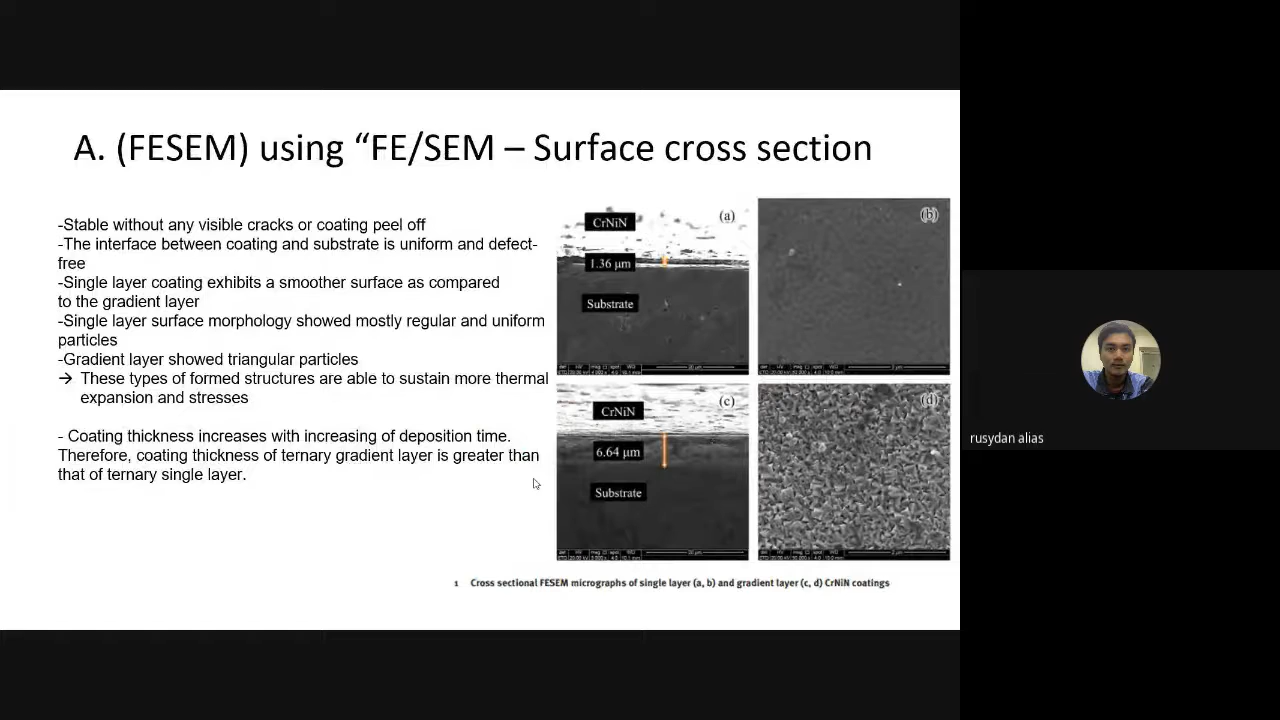 A. (FESEM) using “FE/SEM – Surface cross section
-Stable without any visible cracks or coating peel off
-The interface between coating and substrate is uniform and defect-
free
-Single layer coating exhibits a smoother surface as compared
to the gradient layer
-Single layer surface morphology showed mostly regular and uniform
particles
-Gradient layer showed triangular particles
→ These types of formed structures are able to sustain more thermal
expansion and stresses
- Coating thickness increases with increasing of deposition time.
Therefore, coating thickness of ternary gradient layer is greater than
that of ternary single layer.
CrNiN
(a)
1.36 µm
Substrate
(b)
CrNiN
(c)
6.64 µm
Substrate
(d)
1 Cross sectional FESEM micrographs of single layer (a, b) and gradient layer (c, d) CrNiN coatings
rusydan alias